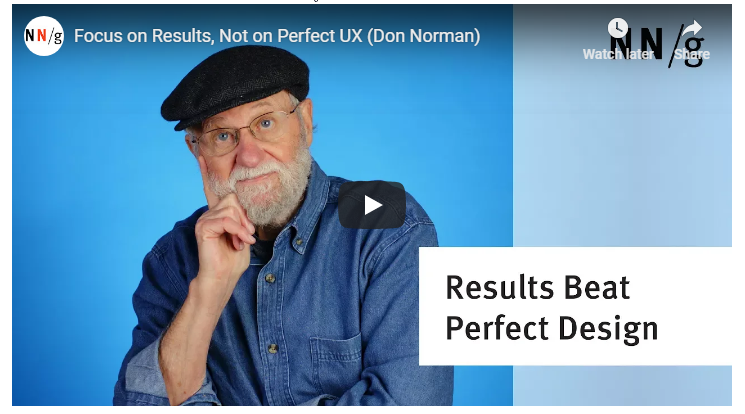 NN/g
Focus on Results, Not on Perfect UX (Don Norman)
NN/g
Watch later
Share
Results Beat
Perfect Design